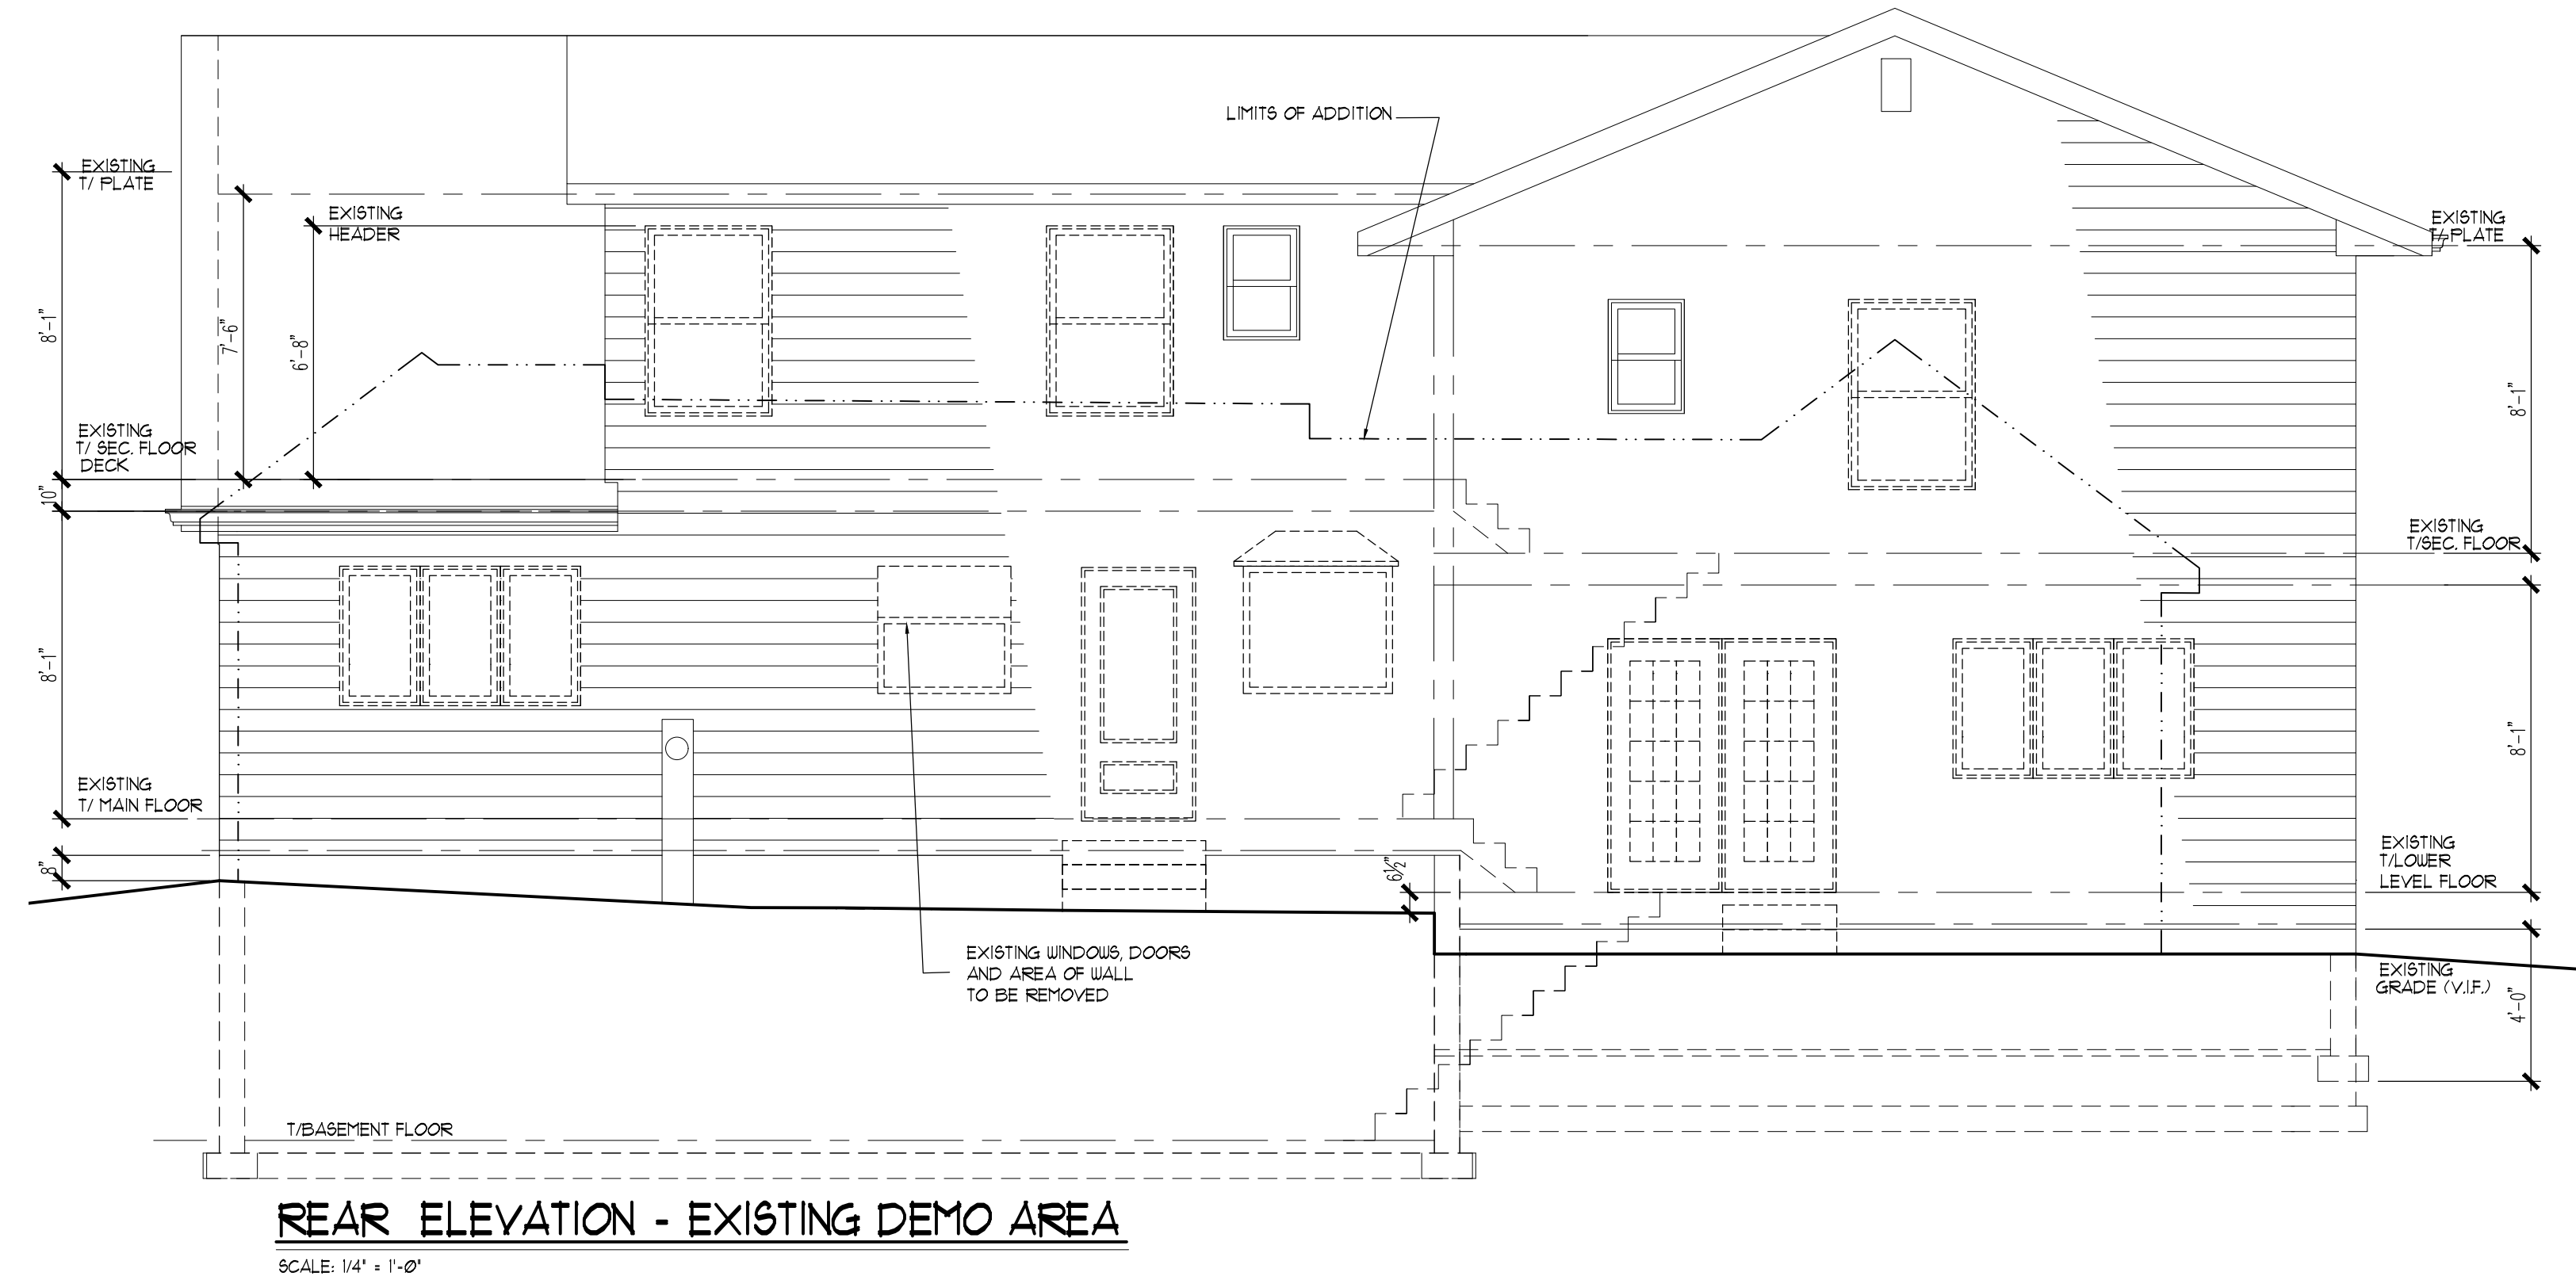 LIMITS OF ADDITION
EXISTING
T/ PLATE
EXISTING
HEADER
EXISTING
T/ PLATE
8'-1"
7'-6"
6'-8"
8'-1"
EXISTING
T/ SEC. FLOOR
DECK
10"
EXISTING
T/SEC. FLOOR
8'-1"
8'-1"
EXISTING
T/ MAIN FLOOR
8"
6½"
EXISTING
T/LOWER
LEVEL FLOOR
EXISTING WINDOWS, DOORS
AND AREA OF WALL
TO BE REMOVED
EXISTING
GRADE (V.I.F.)
4'-0"
T/BASEMENT FLOOR
REAR ELEVATION - EXISTING DEMO AREA
SCALE: 1/4" = 1'-0"